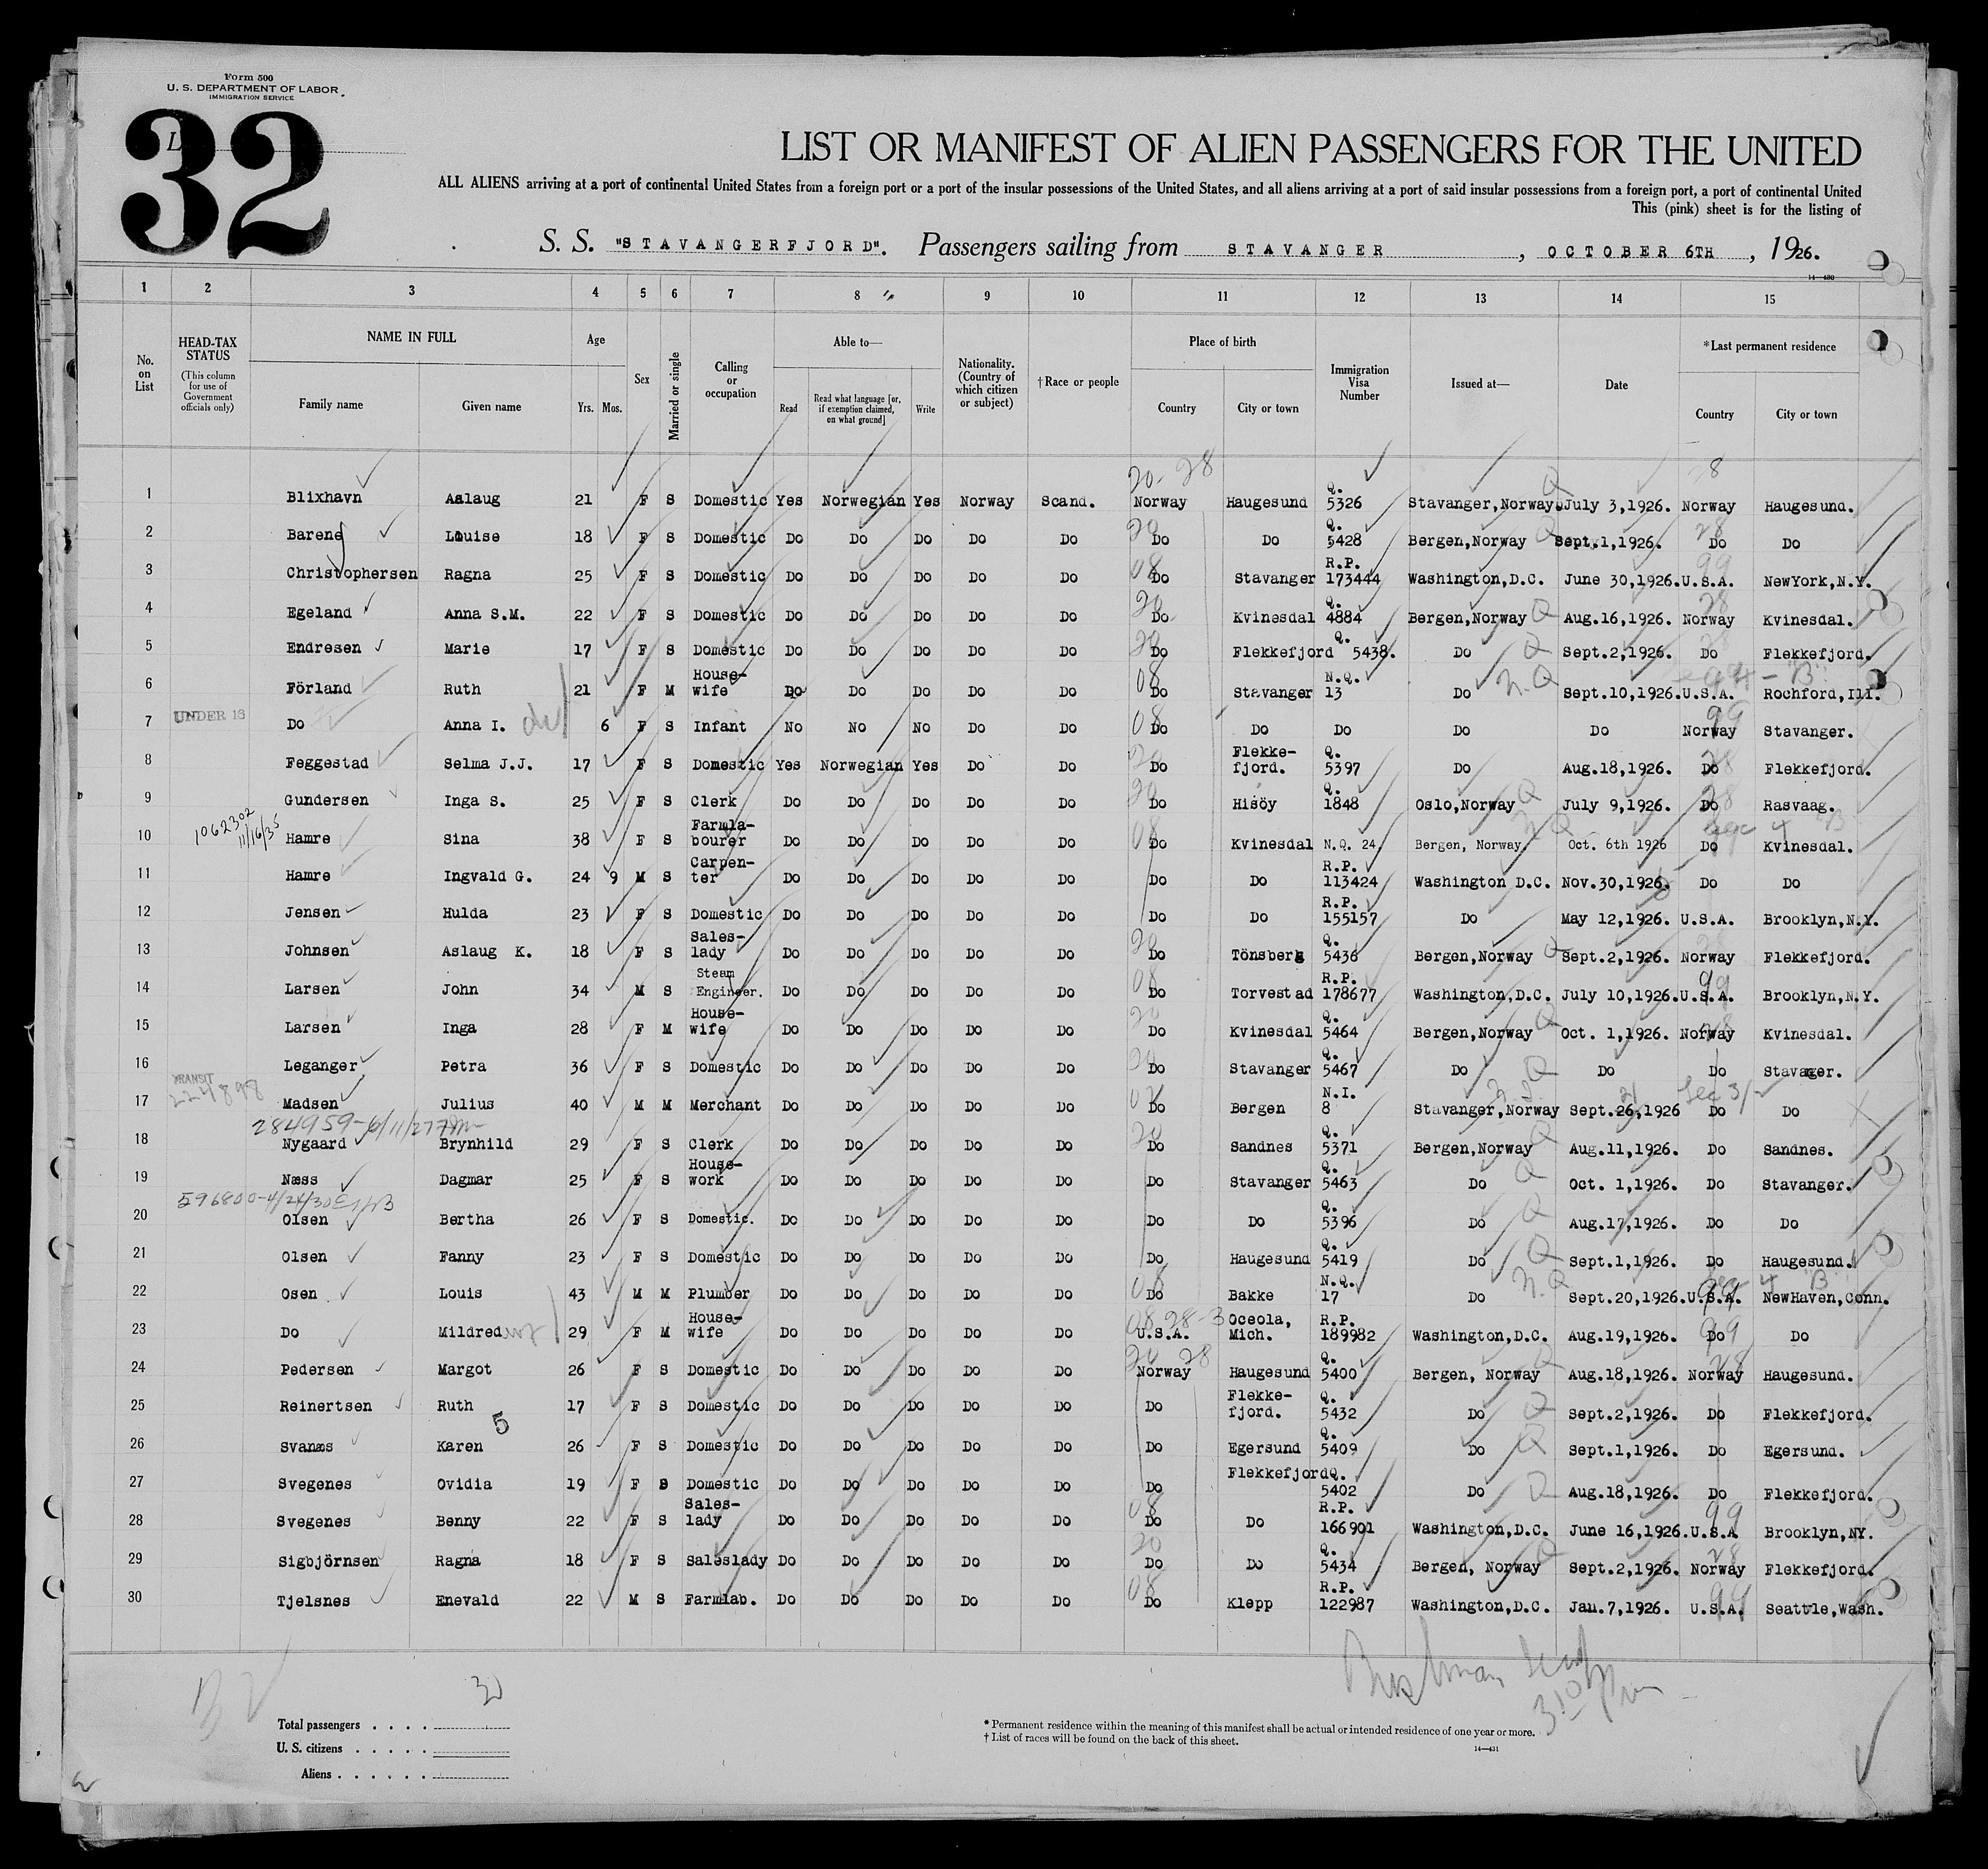 Form 500
U. S. DEPARTMENT OF LABOR
IMMIGRATION SERVICE
32
LIST OR MANIFEST OF ALIEN PASSENGERS FOR THE UNITED
ALL ALIENS arriving at a port of continental United States from a foreign port or a port of the insular possessions of the United States, and all aliens arriving at a port of said insular possessions from a foreign port, a port of continental United
This (pink) sheet is for the listing of
S. S. "STAVANGERFJORD". Passengers sailing from STAVANGER, OCTOBER 6TH, 1926.
14—430
1 2 3 4 5 6 7 8 9 10 11 12 13 14 15
No. on List
HEAD-TAX STATUS
(This column for use of Government officials only)
NAME IN FULL
Family name Given name
Age
Yrs. Mos.
Sex
Married or single
Calling or occupation
Able to—
Read
Read what language [or, if exemption claimed, on what ground]
Write
Nationality. (Country of which citizen or subject)
†Race or people
Place of birth
Country City or town
Immigration Visa Number
Issued at—
Date
*Last permanent residence
Country City or town
20- 28
1 Blixhavn Aslaug 21 F S Domestic Yes Norwegian Yes Norway Scand. Norway Haugesund Q. 5326 Stavanger,Norway. July 3,1926. Norway Haugesund.
2 Barene Louise 18 F S Domestic Do Do Do Do Do Do Do Q. 5428 Bergen,Norway Sept.1,1926. Do Do
3 Christophersen Ragna 25 F S Domestic Do Do Do Do Do Do Stavanger R.P. 173444 Washington,D.C. June 30,1926. U.S.A. NewYork,N.Y.
4 Egeland Anna S.M. 22 F S Domestic Do Do Do Do Do Do Kvinesdal Q. 4884 Bergen,Norway Aug.16,1926. Norway Kvinesdal.
5 Endresen Marie 17 F S Domestic Do Do Do Do Do Do Flekkefjord Q. 5438. Do Sept.2,1926. Do Flekkefjord.
6 Förland Ruth 21 F M House-wife Do Do Do Do Do Do Stavanger N.Q. 13 Do Sept.10,1926. U.S.A. Rochford,Ill.
7 UNDER 16 Do Anna I. 6 F S Infant No No No Do Do Do Do Do Do Do Norway Stavanger.
8 Feggestad Selma J.J. 17 F S Domestic Yes Norwegian Yes Do Do Do Flekke-fjord. Q. 5397 Do Aug.18,1926. Do Flekkefjord.
9 Gundersen Inga S. 25 F S Clerk Do Do Do Do Do Do Hisöy Q. 1848 Oslo,Norway July 9,1926. Do Rasvaag.
1062302 11/16/35
10 Hamre Sina 38 F S Farmla-bourer Do Do Do Do Do Do Kvinesdal N.Q. 24. Bergen, Norway. Oct. 6th 1926 Do Kvinesdal.
11 Hamre Ingvald G. 24 9 M S Carpen-ter Do Do Do Do Do Do Do R.P. 113424 Washington D.C. Nov.30,1926. Do Do
12 Jensen Hulda 23 F S Domestic Do Do Do Do Do Do Do R.P. 155157 Do May 12,1926. U.S.A. Brooklyn,N.Y.
13 Johnsen Aslaug K. 18 F S Sales-lady Do Do Do Do Do Do Tönsberg Q. 5436 Bergen,Norway Sept.2,1926. Norway Flekkefjord.
14 Larsen John 34 M S Steam Engineer. Do Do Do Do Do Do Torvestad R.P. 178677 Washington,D.C. July 10,1926. U.S.A. Brooklyn,N.Y.
15 Larsen Inga 28 F M House-wife Do Do Do Do Do Do Kvinesdal Q. 5464 Bergen,Norway Oct. 1,1926. Norway Kvinesdal.
16 Leganger Petra 36 F S Domestic Do Do Do Do Do Do Stavanger Q. 5467 Do Do Do Stavanger.
TRANSIT 224898
17 Madsen Julius 40 M M Merchant Do Do Do Do Do Do Bergen N.I. 8 Stavanger,Norway Sept.26,1926 Do Do
284959-6/11/27
18 Nygaard Brynhild 29 F S Clerk Do Do Do Do Do Do Sandnes Q. 5371 Bergen,Norway Aug.11,1926. Do Sandnes.
19 Næss Dagmar 25 F S House-work Do Do Do Do Do Do Stavanger Q. 5463 Do Oct. 1,1926. Do Stavanger.
596800-4/24/30
20 Olsen Bertha 26 F S Domestic. Do Do Do Do Do Do Do Q. 5396 Do Aug.17,1926. Do Do
21 Olsen Fanny 23 F S Domestic Do Do Do Do Do Do Haugesund Q. 5419 Do Sept.1,1926. Do Haugesund.
22 Osen Louis 43 M M Plumber Do Do Do Do Do Do Bakke N.Q. 17 Do Sept.20,1926. U.S.A. NewHaven,Conn.
23 Do Mildred 29 F M House-wife Do Do Do Do Do U.S.A. Oceola, Mich. R.P. 189982 Washington,D.C. Aug.19,1926. Do Do
24 Pedersen Margot 26 F S Domestic Do Do Do Do Do Norway Haugesund Q. 5400 Bergen, Norway Aug.18,1926. Norway Haugesund.
25 Reinertsen Ruth 17 F S Domestic Do Do Do Do Do Do Flekke-fjord. Q. 5432 Do Sept.2,1926. Do Flekkefjord.
5
26 Svanæs Karen 26 F S Domestic Do Do Do Do Do Do Egersund Q. 5409 Do Sept.1,1926. Do Egersund.
27 Svegenes Ovidia 19 F S Domestic Do Do Do Do Do Do Flekkefjord Q. 5402 Do Aug.18,1926. Do Flekkefjord.
28 Svegenes Benny 22 F S Sales-lady Do Do Do Do Do Do Do R.P. 166901 Washington,D.C. June 16,1926. U.S.A Brooklyn,NY.
29 Sigbjörnsen Ragna 18 F S Saleslady Do Do Do Do Do Do Do Q. 5434 Bergen, Norway Sept.2,1926. Norway Flekkefjord.
30 Tjelsnes Enevald 22 M S Farmlab. Do Do Do Do Do Do Klepp R.P. 122987 Washington,D.C. Jan.7,1926. U.S.A. Seattle,Wash.
Total passengers . . . . 30
U. S. citizens . . . . .
Aliens . . . . . .
* Permanent residence within the meaning of this manifest shall be actual or intended residence of one year or more.
† List of races will be found on the back of this sheet.
14—431